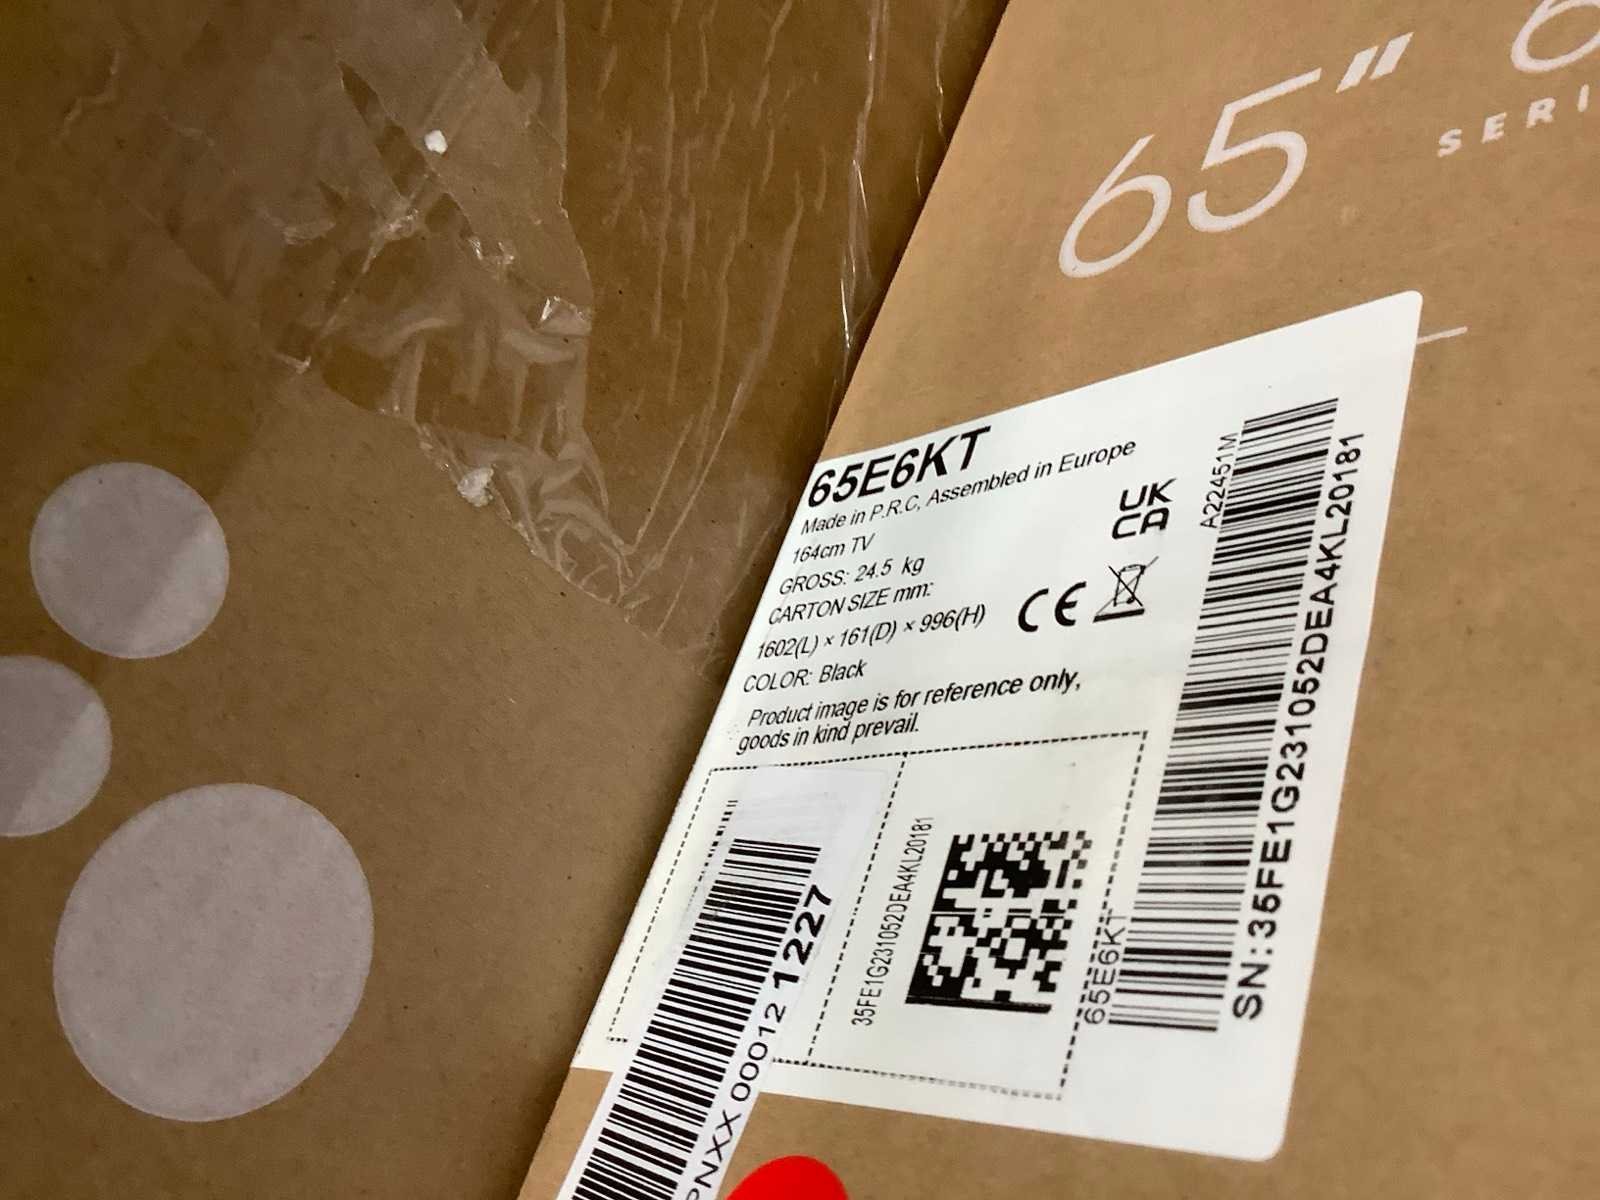 65" 6
SERI
65E6KT
Made in P.R.C, Assembled in Europe
164cm TV
GROSS: 24.5 kg
CARTON SIZE mm:
1602(L) × 161(D) × 996(H)
COLOR: Black
Product image is for reference only,
goods in kind prevail.
UK
CA
CE
A22451M
SN:35FE1G231052DEA4KL20181
65E6KT
35FE1G231052DEA4KL20181
PNXX 00012 1227